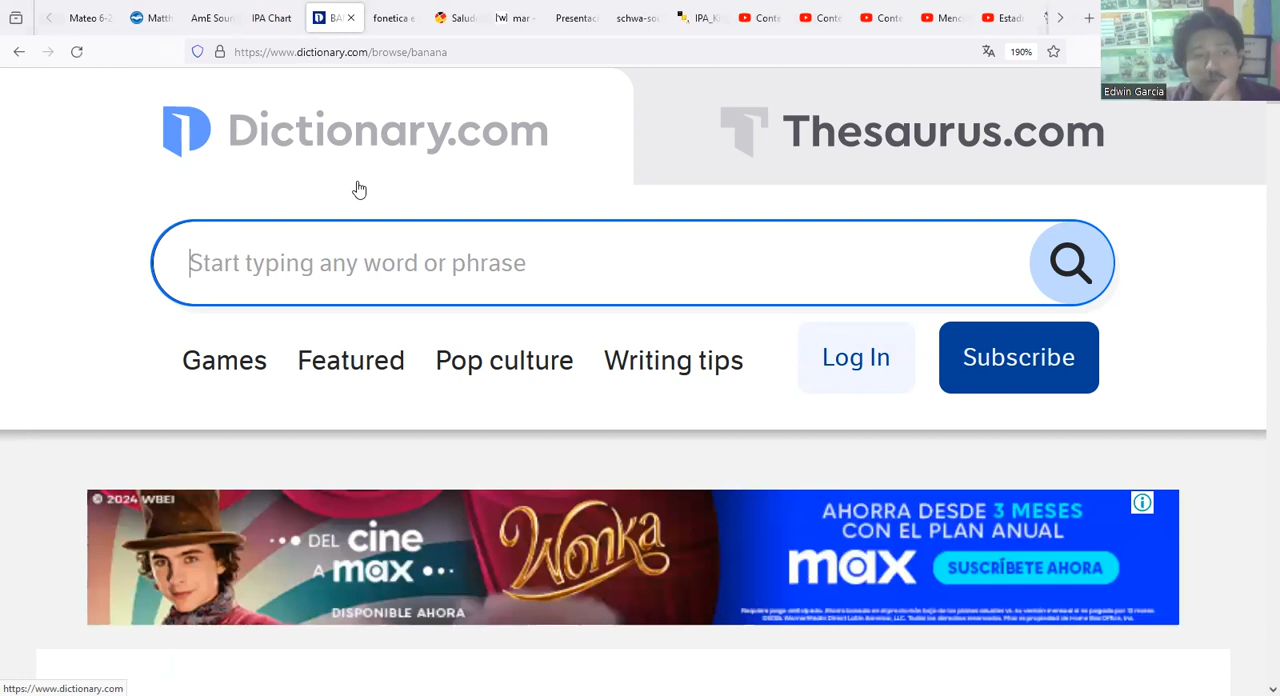 Mateo 6-2
Matth
AmE Soun
IPA Chart
BA
fonetica e
Salud
mar -
Presentaci
schwa-so
IPA_Ki
Conte
Conte
Conte
Menc
Estad
https://www.dictionary.com/browse/banana
190%
Edwin Garcia
Dictionary.com
Thesaurus.com
Start typing any word or phrase
Games
Featured
Pop culture
Writing tips
Log In
Subscribe
© 2024 WBEI
DEL cine
A max
DISPONIBLE AHORA
WONKA
AHORRA DESDE 3 MESES
CON EL PLAN ANUAL
max
SUSCRÍBETE AHORA
https://www.dictionary.com